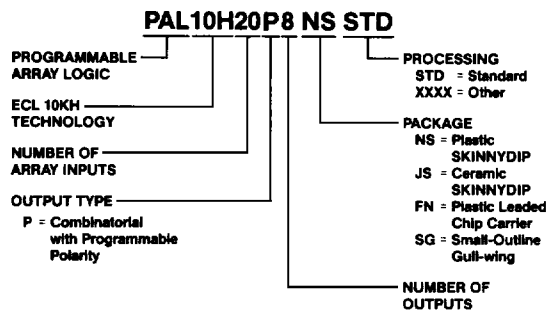 PAL10H20P8 NS STD
PROGRAMMABLE
ARRAY LOGIC
ECL 10KH
TECHNOLOGY
NUMBER OF
ARRAY INPUTS
OUTPUT TYPE
P = Combinatorial
with Programmable
Polarity
PROCESSING
STD = Standard
XXXX = Other
PACKAGE
NS = Plastic
SKINNYDIP
JS = Ceramic
SKINNYDIP
FN = Plastic Leaded
Chip Carrier
SG = Small-Outline
Gull-wing
NUMBER OF
OUTPUTS